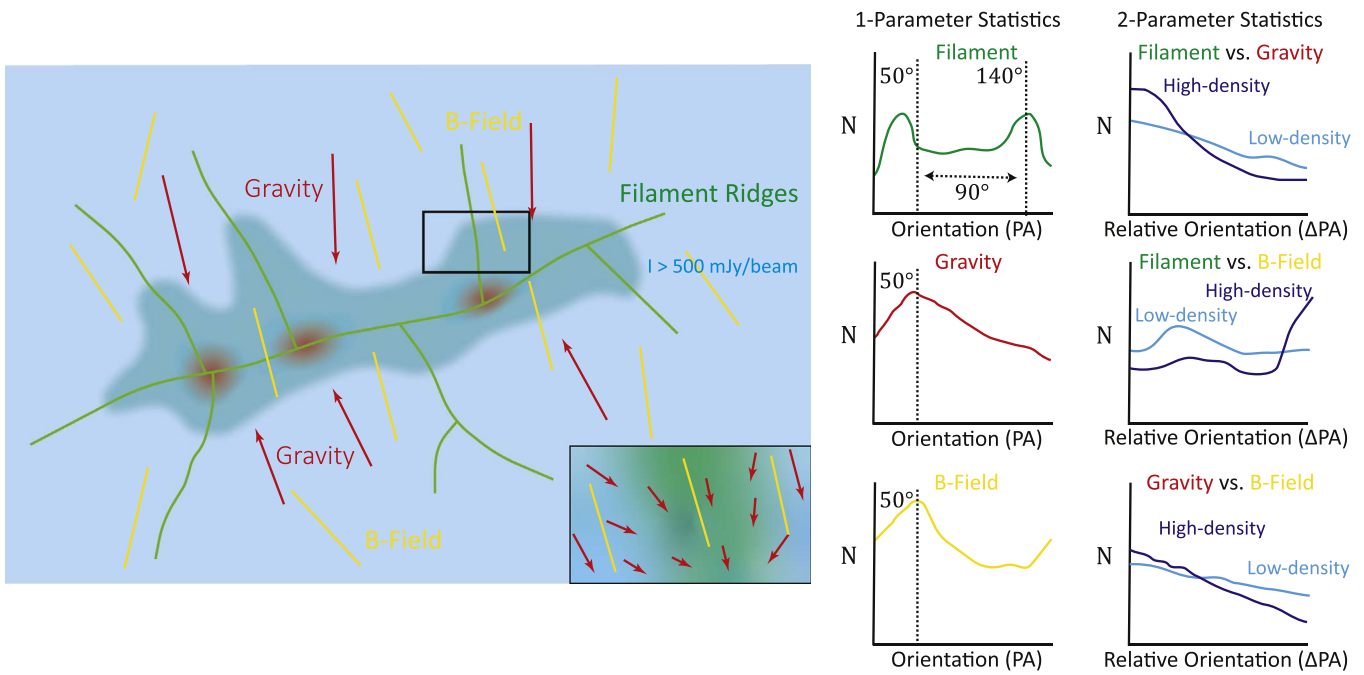 B-Field
Gravity
Filament Ridges
I > 500 mJy/beam
Gravity
B-Field
1-Parameter Statistics
Filament
50°
140°
N
90°
Orientation (PA)
Gravity
50°
N
Orientation (PA)
B-Field
50°
N
Orientation (PA)
2-Parameter Statistics
Filament vs. Gravity
High-density
N
Low-density
Relative Orientation (ΔPA)
Filament vs. B-Field
High-density
Low-density
N
Relative Orientation (ΔPA)
Gravity vs. B-Field
High-density
N
Low-density
Relative Orientation (ΔPA)